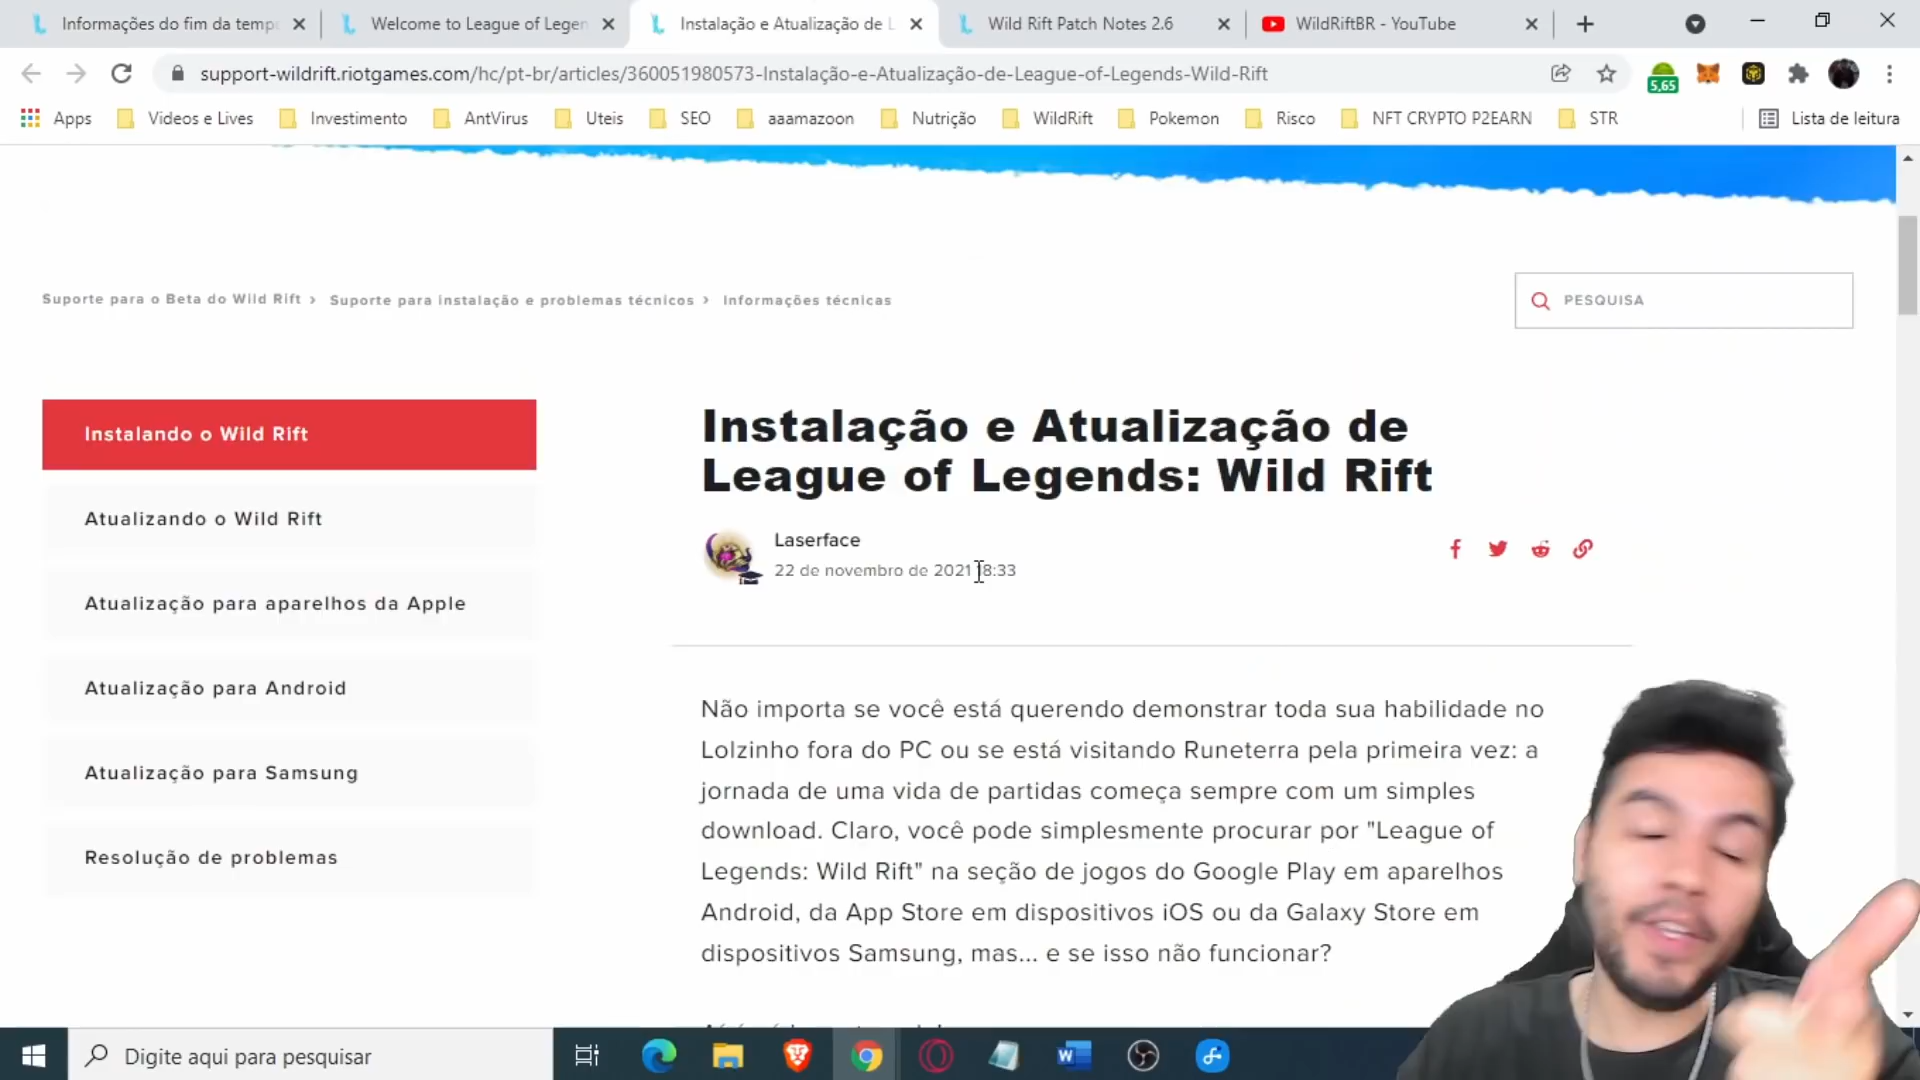 Informações do fim da temp
Welcome to League of Legen
Instalação e Atualização de L
Wild Rift Patch Notes 2.6
WildRiftBR - YouTube
support-wildrift.riotgames.com/hc/pt-br/articles/360051980573-Instalação-e-Atualização-de-League-of-Legends-Wild-Rift
5,65
Apps
Videos e Lives
Investimento
AntVirus
Uteis
SEO
aaamazoon
Nutrição
WildRift
Pokemon
Risco
NFT CRYPTO P2EARN
STR
Lista de leitura
Suporte para o Beta do Wild Rift › Suporte para instalação e problemas técnicos › Informações técnicas
PESQUISA
Instalando o Wild Rift
Atualizando o Wild Rift
Atualização para aparelhos da Apple
Atualização para Android
Atualização para Samsung
Resolução de problemas
Instalação e Atualização de
League of Legends: Wild Rift
Laserface
22 de novembro de 2021 18:33
Não importa se você está querendo demonstrar toda sua habilidade no
Lolzinho fora do PC ou se está visitando Runeterra pela primeira vez: a
jornada de uma vida de partidas começa sempre com um simples
download. Claro, você pode simplesmente procurar por "League of
Legends: Wild Rift" na seção de jogos do Google Play em aparelhos
Android, da App Store em dispositivos iOS ou da Galaxy Store em
dispositivos Samsung, mas... e se isso não funcionar?
Digite aqui para pesquisar